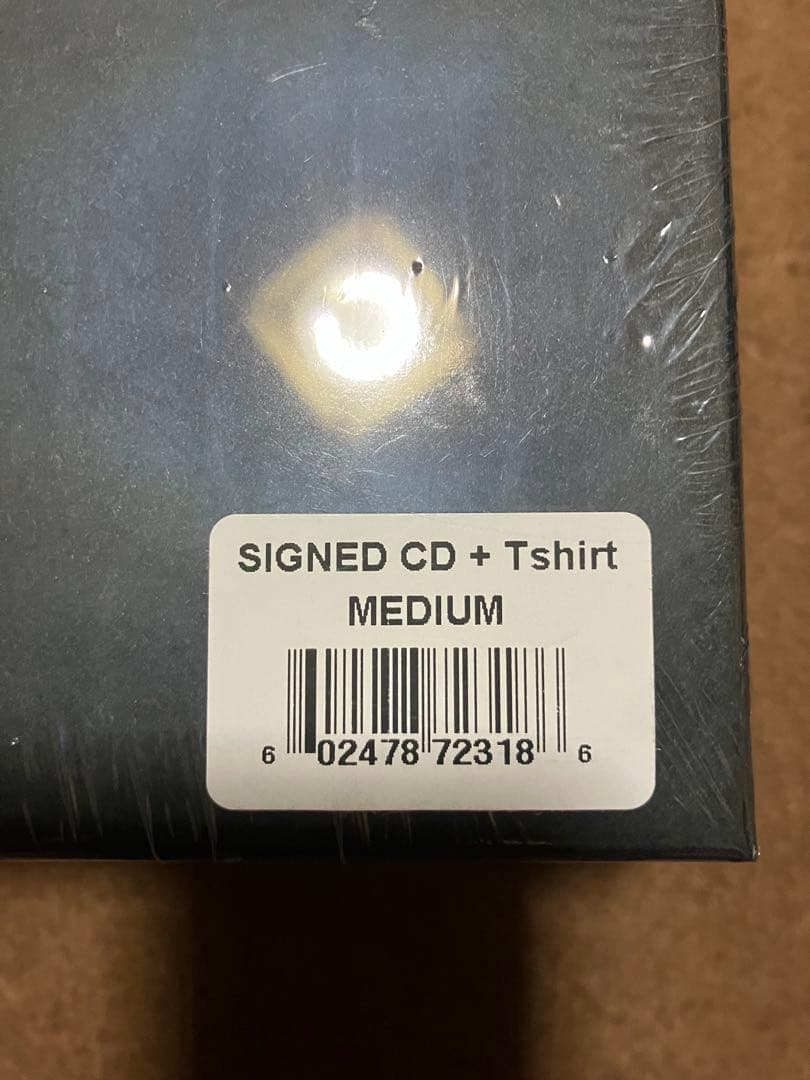 SIGNED CD + Tshirt
MEDIUM
6 02478 72318 6